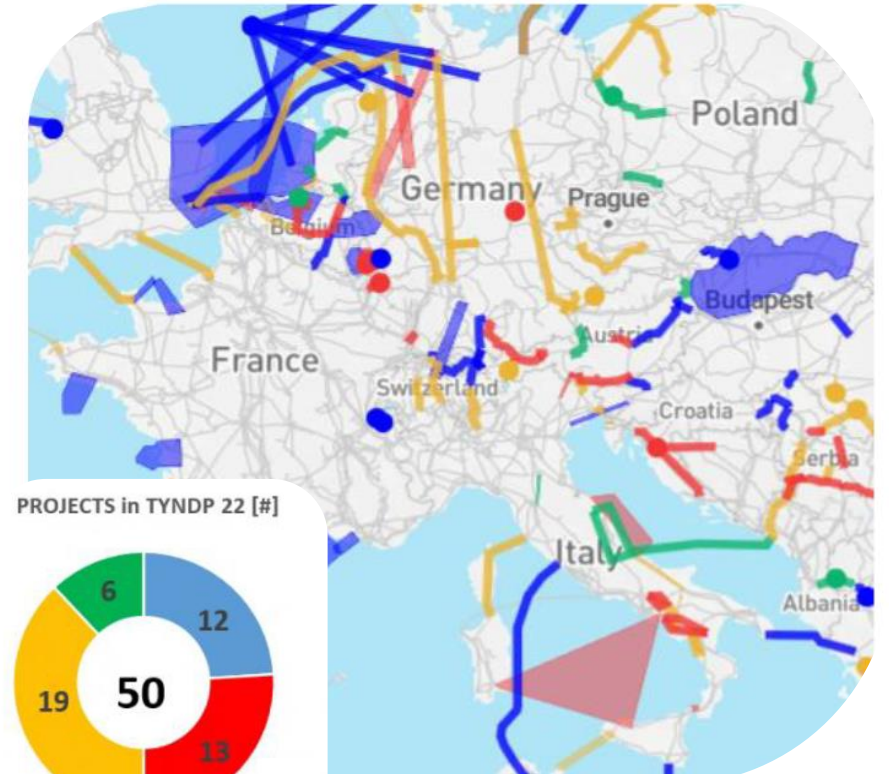 Poland
Germany
Prague
Belgium
Budapest
Austria
France
Switzerland
Croatia
Serbia
PROJECTS in TYNDP 22 [#]
Italy
6
12
Albania
50
19
13